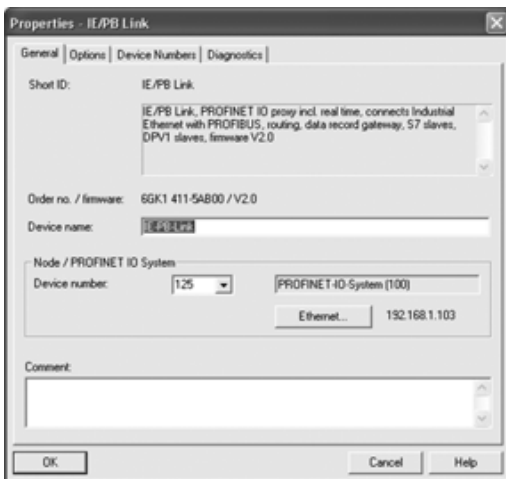 Properties - IE/PB Link
General Options Device Numbers Diagnostics
Short ID: IE/PB Link
IE/PB Link, PROFINET IO proxy incl. real time, connects Industrial
Ethernet with PROFIBUS, routing, data record gateway, S7 slaves,
DPV1 slaves, firmware V2.0
Order no. / firmware: 6GK1 411-5AB00 / V2.0
Device name: IE-PB-Link
Node / PROFINET IO System
Device number: 125 PROFINET-IO-System (100)
Ethernet... 192.168.1.103
Comment:
OK Cancel Help